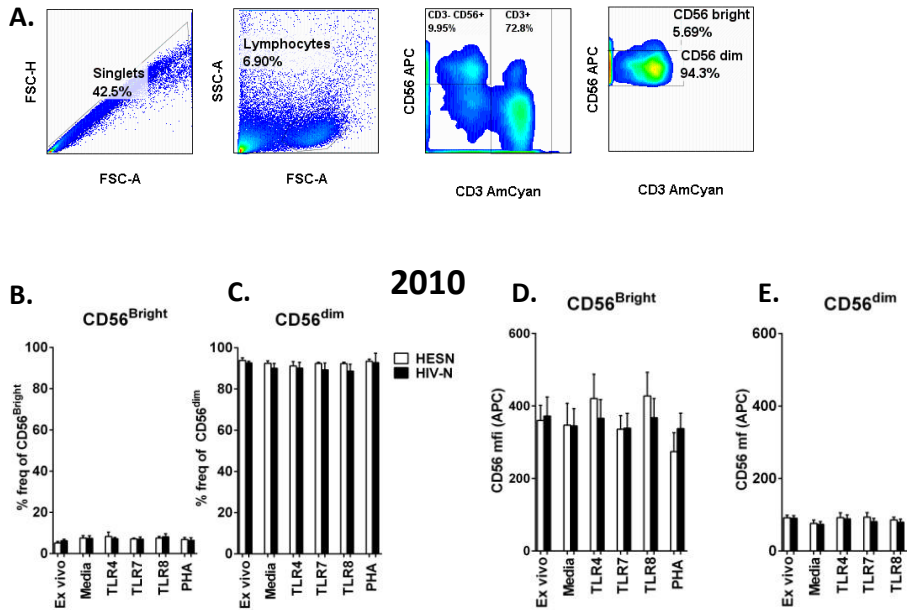 A.
FSC-H
Singlets
42.5%
FSC-A
SSC-A
Lymphocytes
6.90%
FSC-A
CD56 APC
CD3- CD56+
9.95%
CD3+
72.8%
CD3 AmCyan
CD56 APC
CD56 bright
5.69%
CD56 dim
94.3%
CD3 AmCyan
2010
B.
CD56Bright
% freq of CD56Bright
100
80
60
40
20
0
Ex vivo
Media
TLR4
TLR7
TLR8
PHA
C.
CD56dim
% freq of CD56dim
100
80
60
40
20
0
Ex vivo
Media
TLR4
TLR7
TLR8
PHA
HESN
HIV-N
D.
CD56Bright
CD56 mfi (APC)
600
400
200
0
Ex vivo
Media
TLR4
TLR7
TLR8
PHA
E.
CD56dim
CD56 mf (APC)
600
400
200
0
Ex vivo
Media
TLR4
TLR7
TLR8